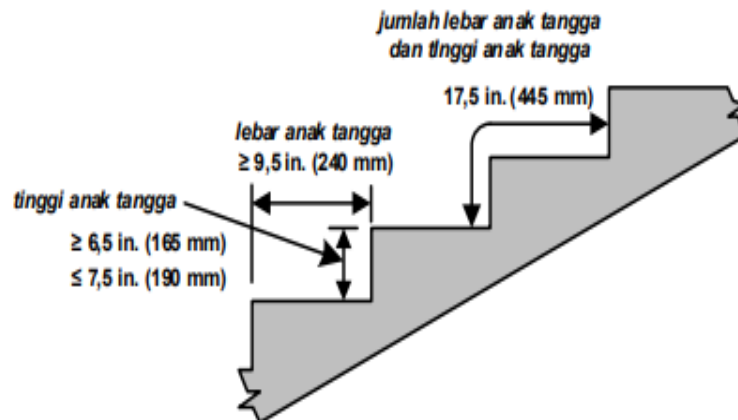 jumlah lebar anak tangga
dan tInggi anak tangga
17,5 in. (445 mm)
lebar anak tangga
≥ 9,5 in. (240 mm)
tinggi anak tangga
≥ 6,5 in. (165 mm)
≤ 7,5 in. (190 mm)